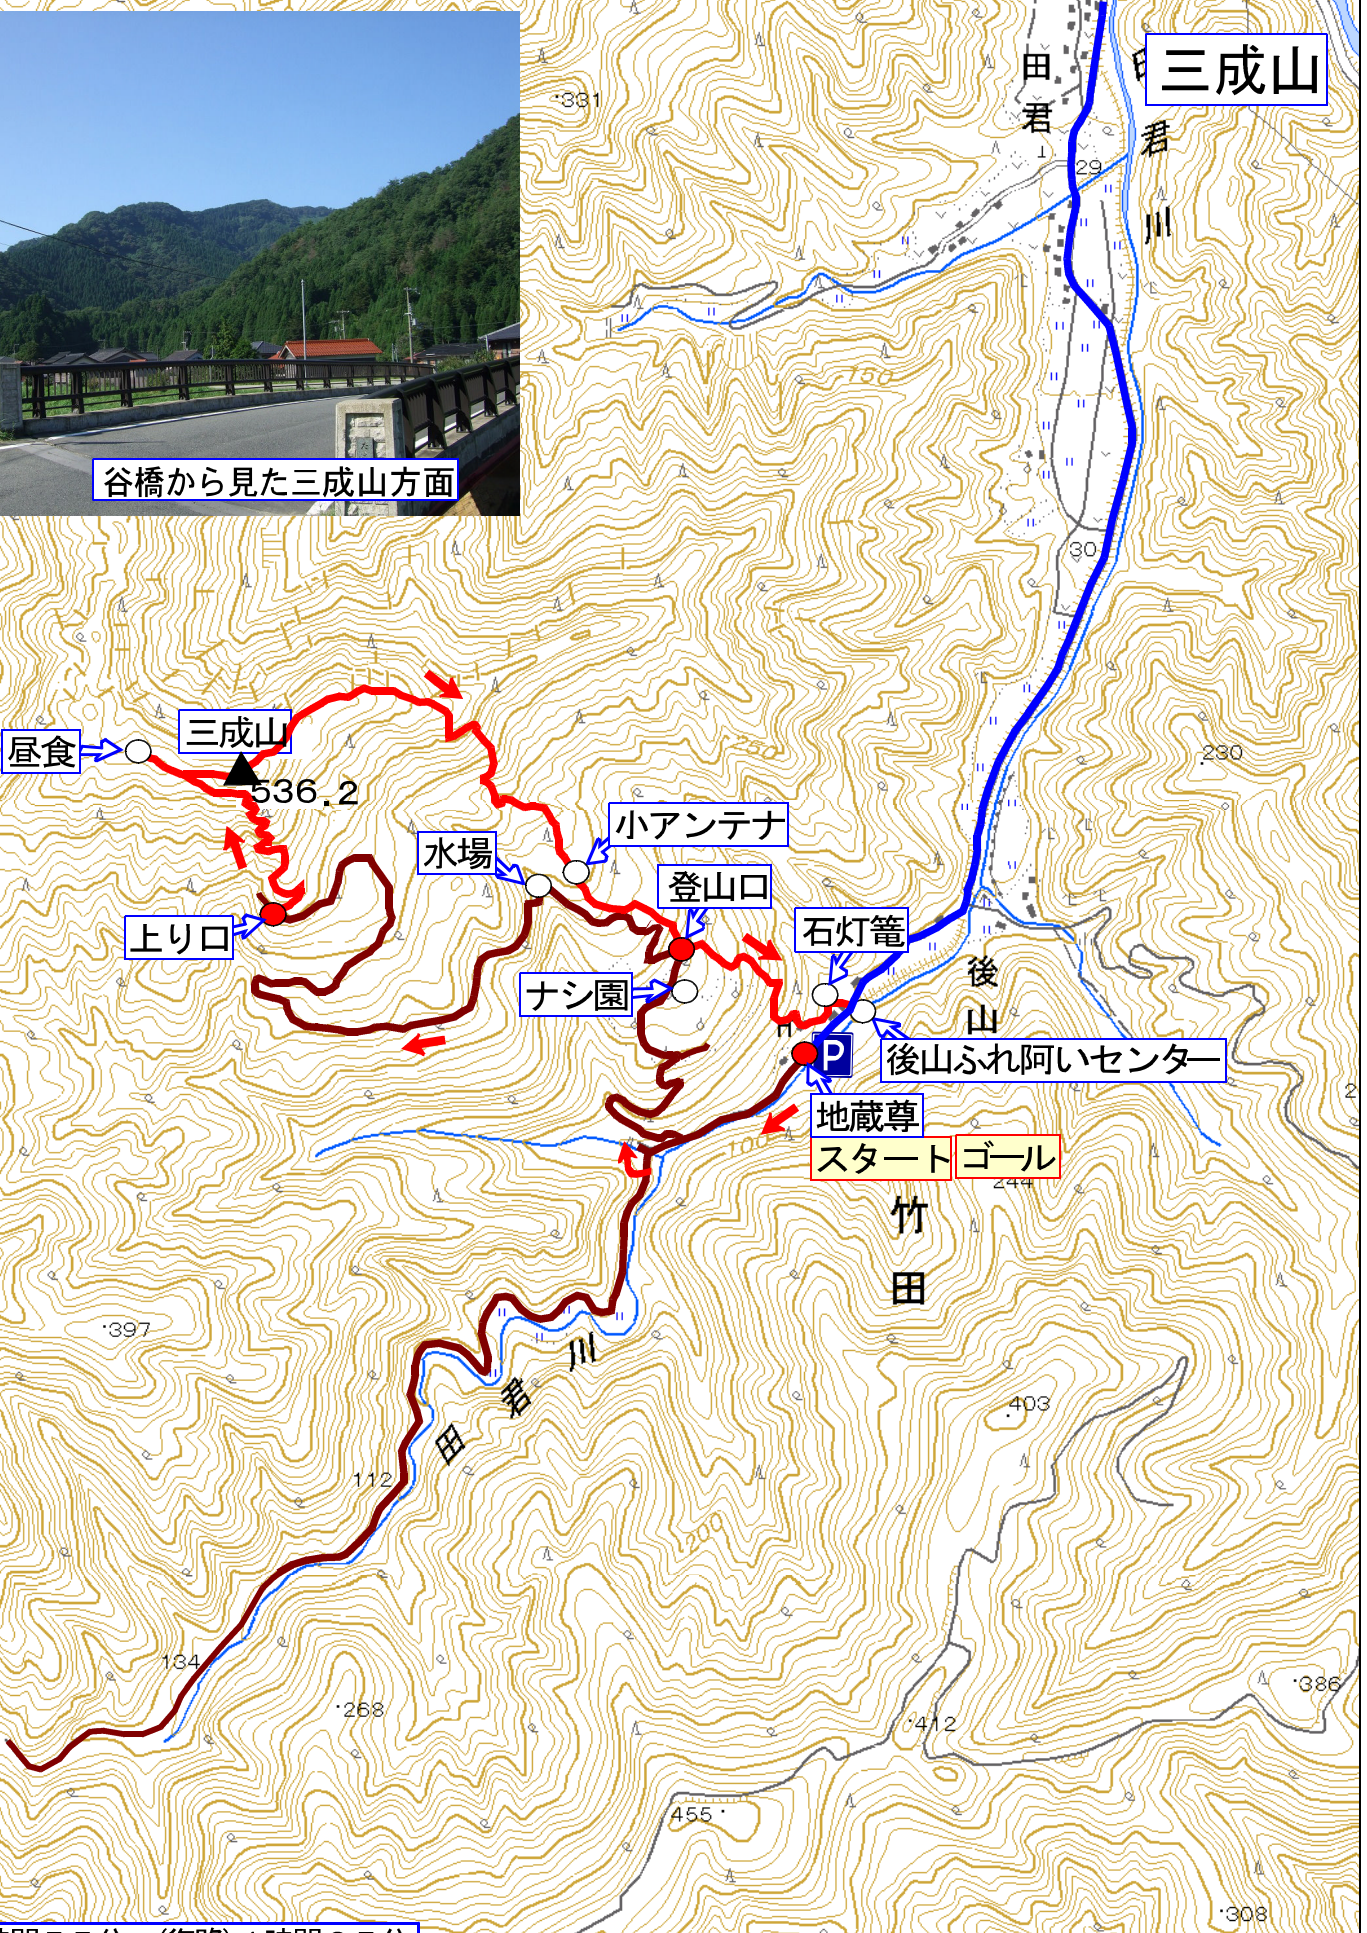 三成山
谷橋から見た三成山方面
331
田君
君川
29
150
30
250
230
三成山
昼食
536.2
小アンテナ
水場
登山口
上り口
石灯篭
ナシ園
後山
P
後山ふれ阿いセンター
地蔵尊
スタート
ゴール
100
244
竹田
397
田君川
403
112
200
134
268
386
412
455
308